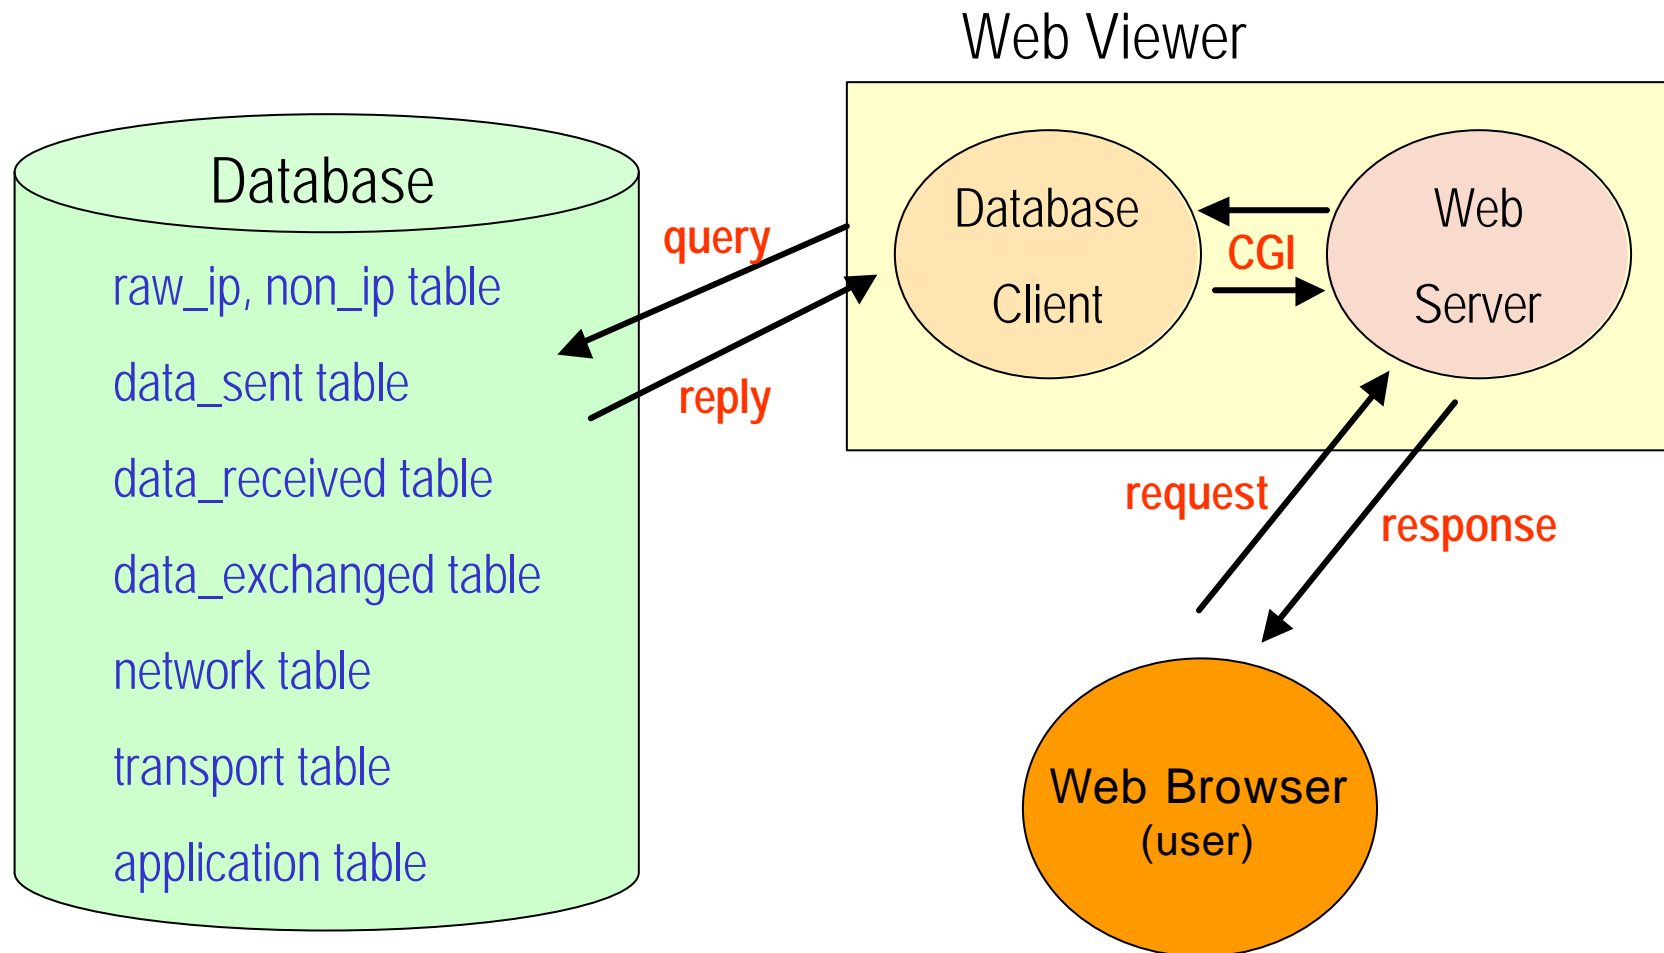 Web Viewer
Database
raw_ip, non_ip table
data_sent table
data_received table
data_exchanged table
network table
transport table
application table
query
reply
Database
Client
CGI
Web
Server
request
response
Web Browser
(user)